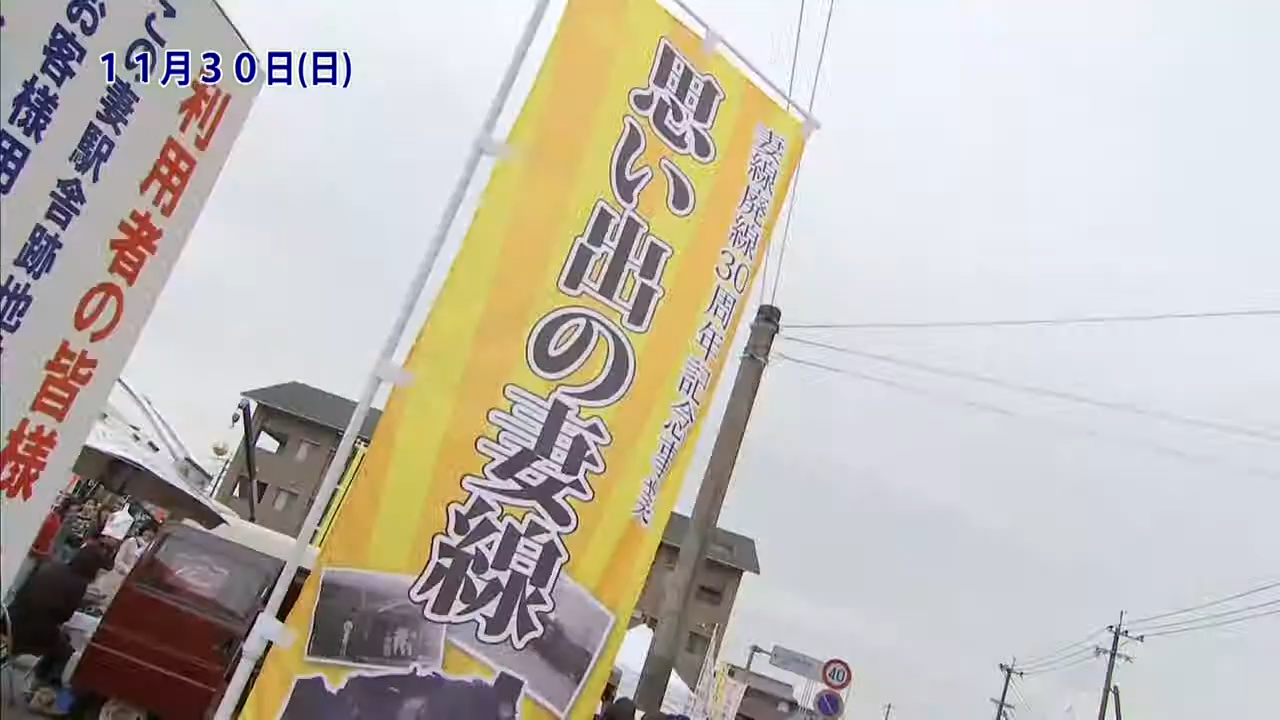 11月30日(日)
利用者の皆様
この妻駅舎跡地
お客様用
思い出の妻線
妻線廃線30周年記念事業
40